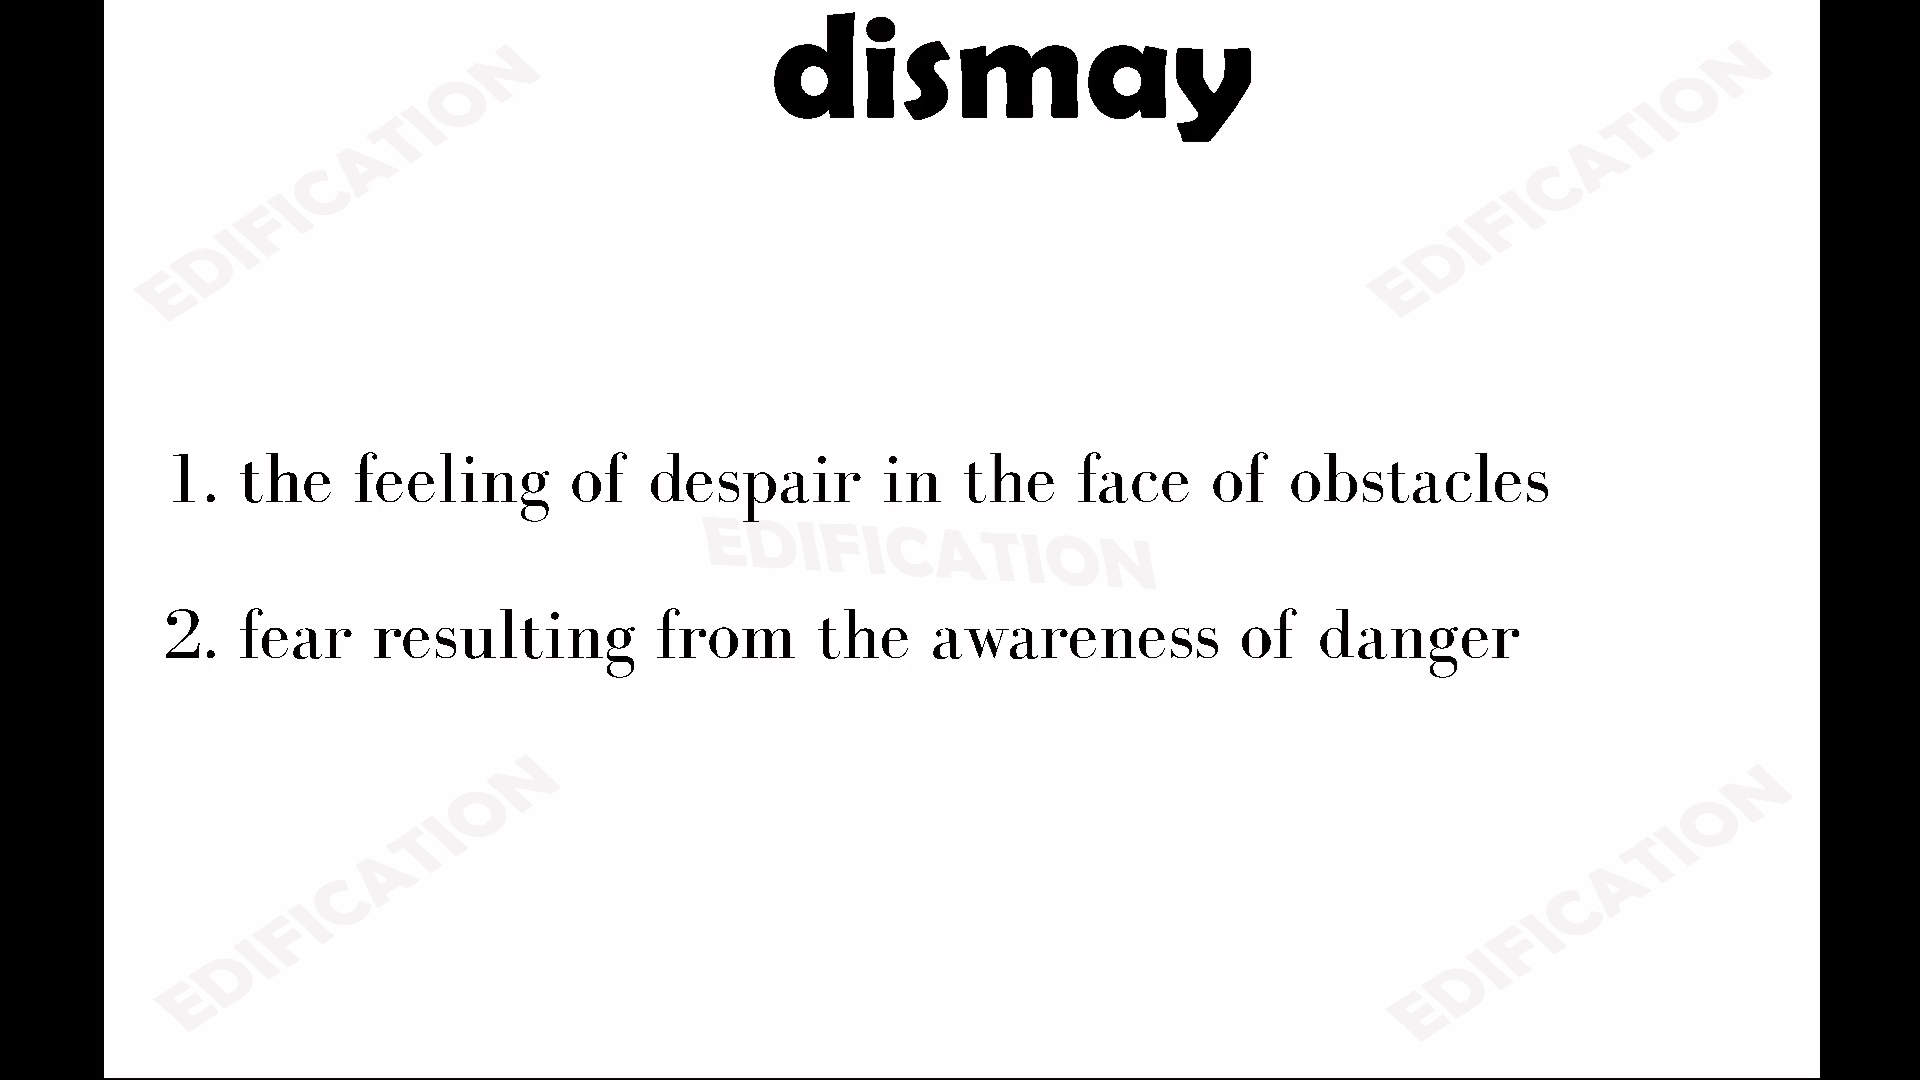 dismay
EDIFICATION
EDIFICATION
1. the feeling of despair in the face of obstacles
EDIFICATION
2. fear resulting from the awareness of danger
EDIFICATION
EDIFICATION